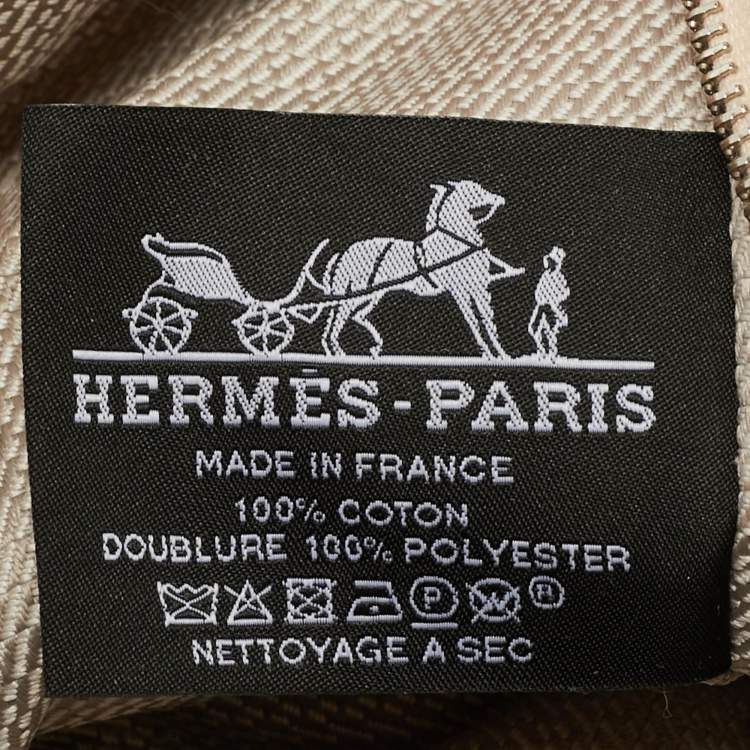 HERMÈS-PARIS
MADE IN FRANCE
100% COTON
DOUBLURE 100% POLYESTER
P W ®
NETTOYAGE A SEC